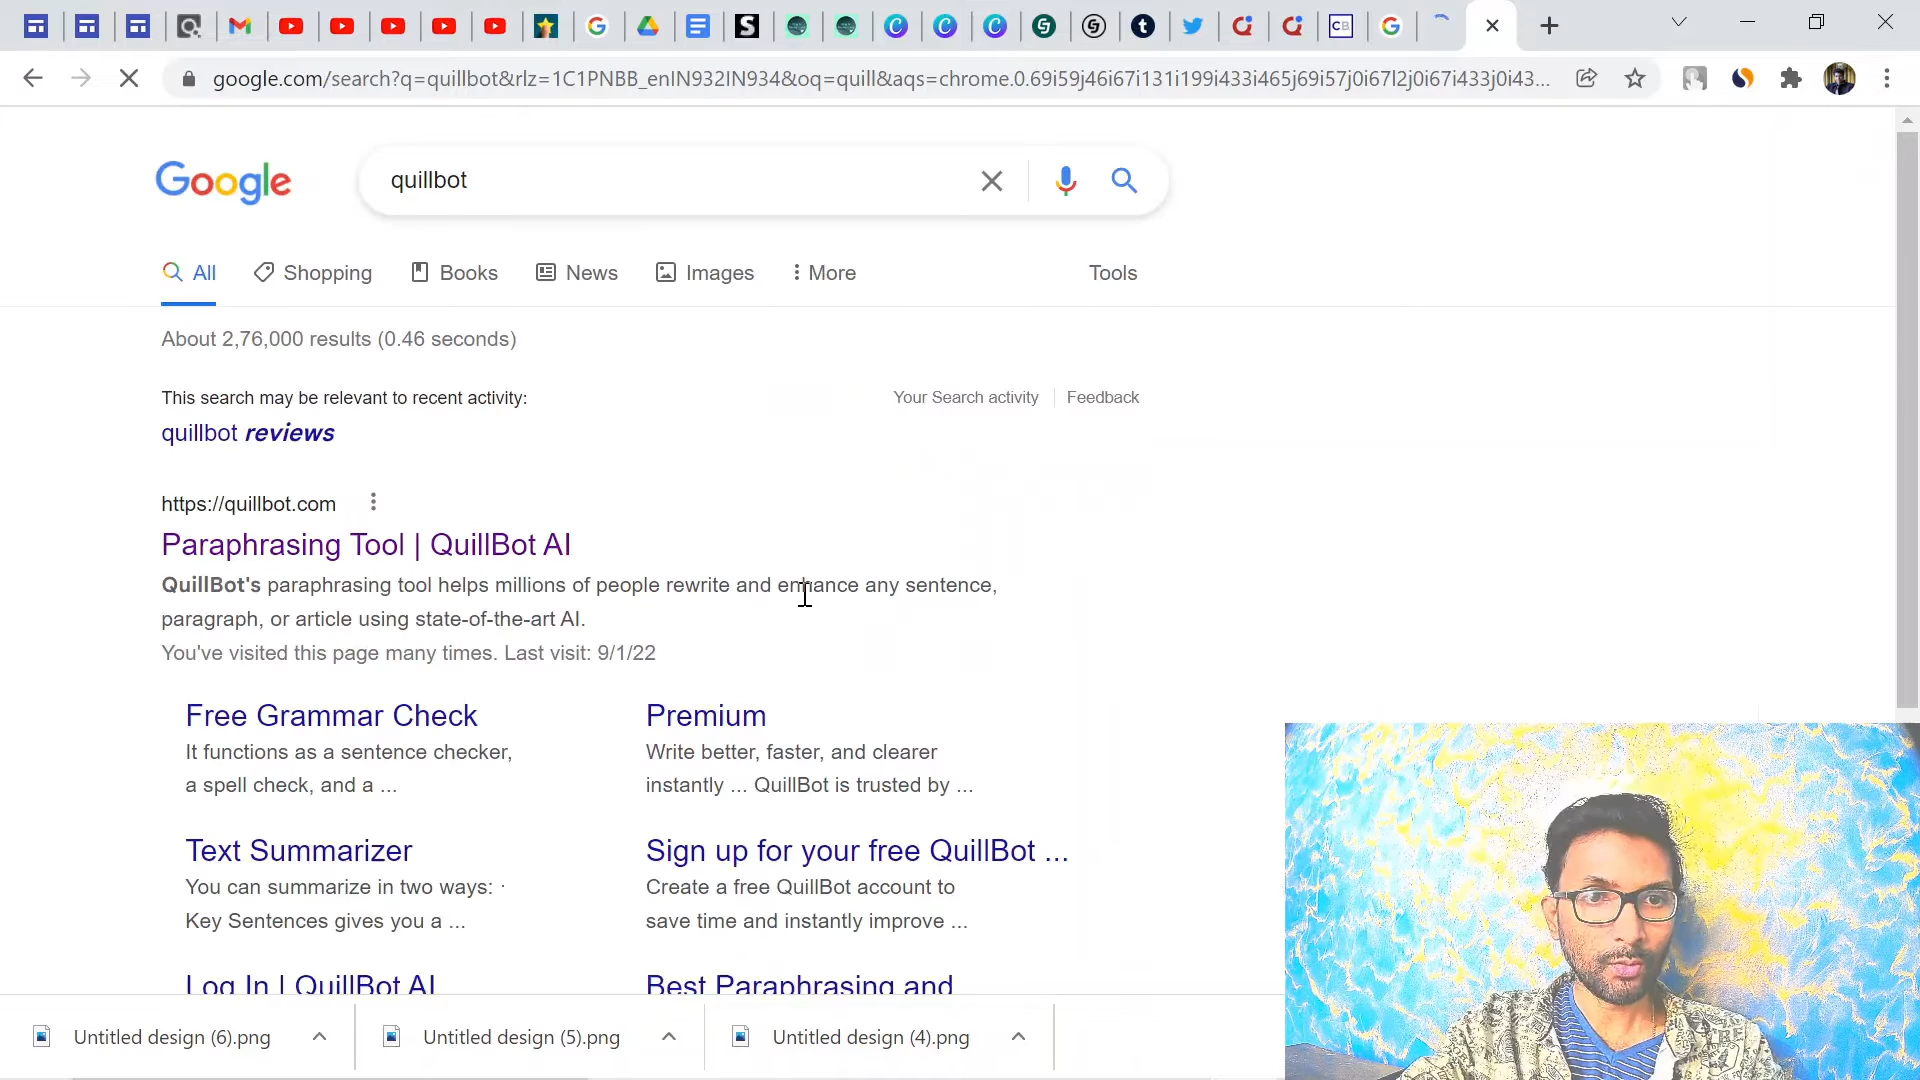 google.com/search?q=quillbot&rlz=1C1PNBB_enIN932IN934&oq=quill&aqs=chrome.0.69i59j46i67i131i199i433i465j69i57j0i67l2j0i67i433j0i43...
Google
quillbot
All Shopping Books News Images More Tools
About 2,76,000 results (0.46 seconds)
This search may be relevant to recent activity: Your Search activity Feedback
quillbot reviews
https://quillbot.com
Paraphrasing Tool | QuillBot AI
QuillBot's paraphrasing tool helps millions of people rewrite and enhance any sentence,
paragraph, or article using state-of-the-art AI.
You've visited this page many times. Last visit: 9/1/22
Free Grammar Check
It functions as a sentence checker,
a spell check, and a ...
Premium
Write better, faster, and clearer
instantly ... QuillBot is trusted by ...
Text Summarizer
You can summarize in two ways: ·
Key Sentences gives you a ...
Sign up for your free QuillBot ...
Create a free QuillBot account to
save time and instantly improve ...
Log In | QuillBot AI
Best Paraphrasing and
Untitled design (6).png
Untitled design (5).png
Untitled design (4).png